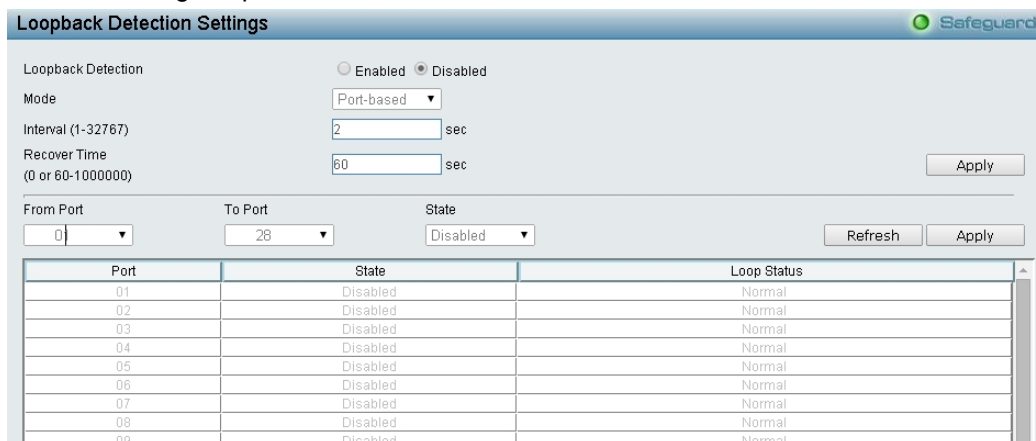 Loopback Detection Settings
Safeguard
Loopback Detection
Enabled Disabled
Mode
Port-based
Interval (1-32767)
2 sec
Recover Time
(0 or 60-1000000)
60 sec
Apply
From Port To Port State
01 28 Disabled
Refresh Apply
Port State Loop Status
01 Disabled Normal
02 Disabled Normal
03 Disabled Normal
04 Disabled Normal
05 Disabled Normal
06 Disabled Normal
07 Disabled Normal
08 Disabled Normal
09 Disabled Normal